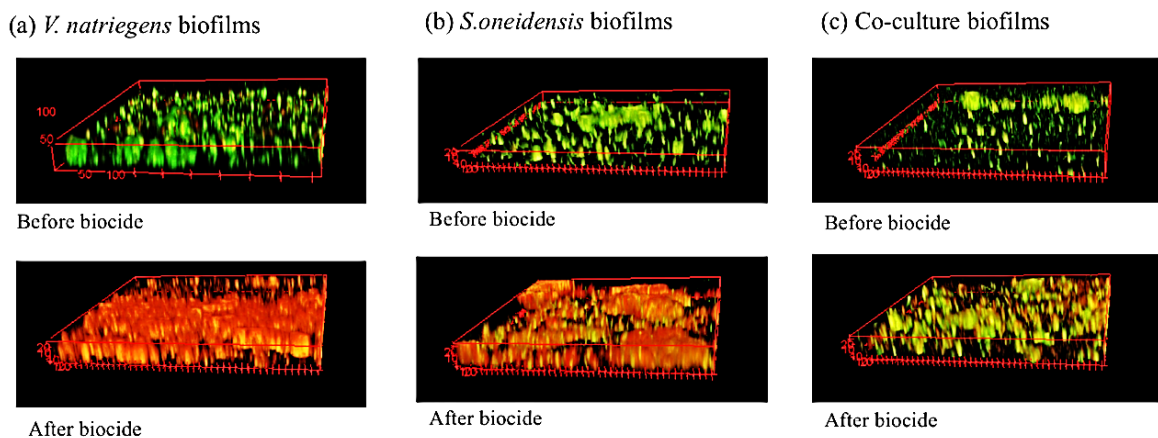 (a) V. natriegens biofilms
(b) S.oneidensis biofilms
(c) Co-culture biofilms
100
50
50
100
Before biocide
Before biocide
Before biocide
After biocide
After biocide
After biocide